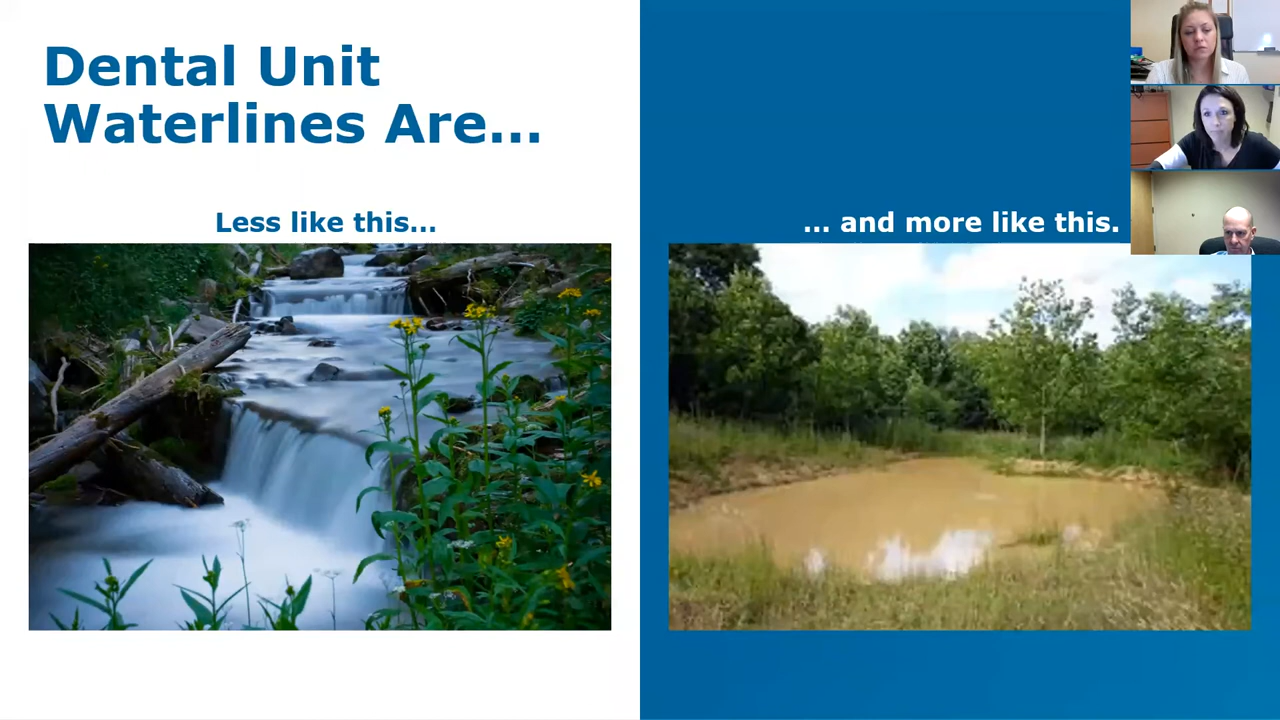 Dental Unit
Waterlines Are...
Less like this...
... and more like this.